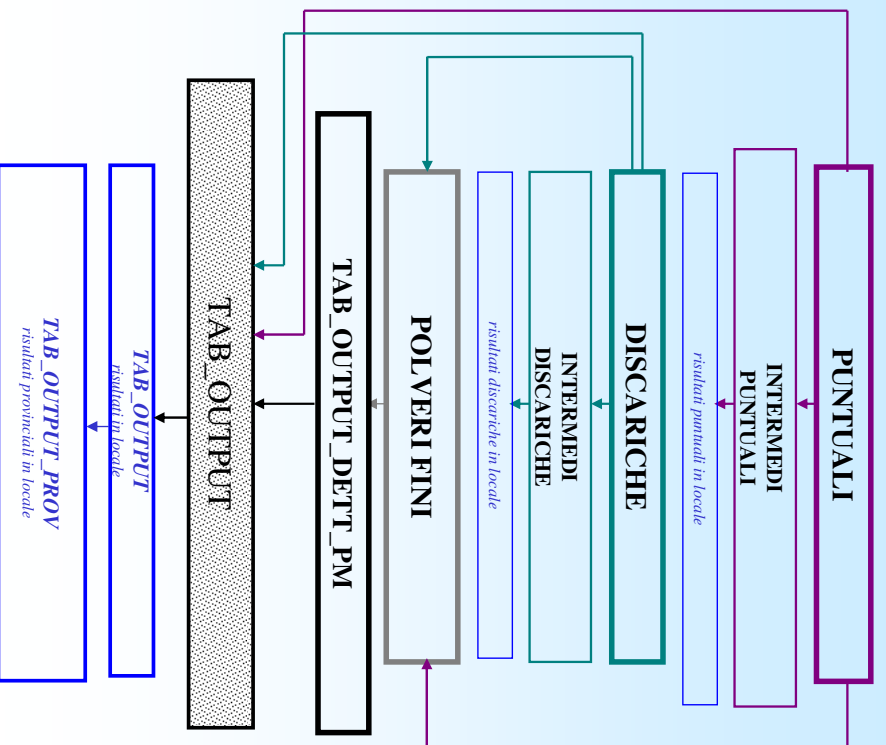 PUNTUALI
INTERMEDI
PUNTUALI
risultati puntuali in locale
DISCARICHE
INTERMEDI
DISCARICHE
risultati discariche in locale
POLVERI FINI
TAB_OUTPUT_DETT_PM
TAB_OUTPUT
TAB_OUTPUT
risultati in locale
TAB_OUTPUT_PROV
risultati provinciali in locale